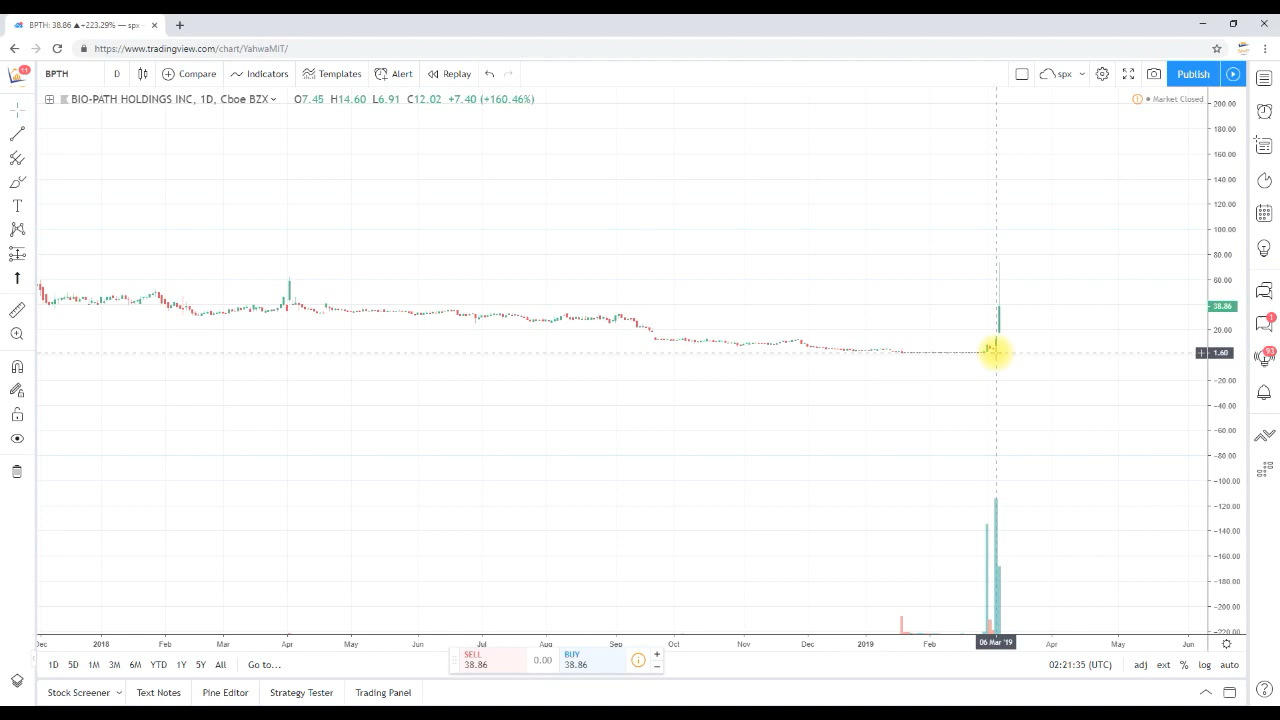 BPTH: 38.86 ▲+223.29% — spx
https://www.tradingview.com/chart/YahwaMiT/
11
BPTH D Compare Indicators Templates Alert Replay spx Publish
BIO-PATH HOLDINGS INC, 1D, Cboe BZX O7.45 H14.60 L6.91 C12.02 +7.40 (+160.46%)
Market Closed
200.00
180.00
160.00
140.00
120.00
100.00
80.00
60.00
38.86
20.00
1.60
−20.00
−40.00
−60.00
−80.00
−100.00
−120.00
−140.00
−160.00
−180.00
−200.00
−220.00
1
93
Dec 2018 Feb Mar Apr May Jun Jul Aug Sep Oct Nov Dec 2019 Feb 06 Mar '19 Apr May Jun
SELL
38.86
0.00
BUY
38.86
1D 5D 1M 3M 6M YTD 1Y 5Y All Go to... 02:21:35 (UTC) adj ext % log auto
Stock Screener Text Notes Pine Editor Strategy Tester Trading Panel